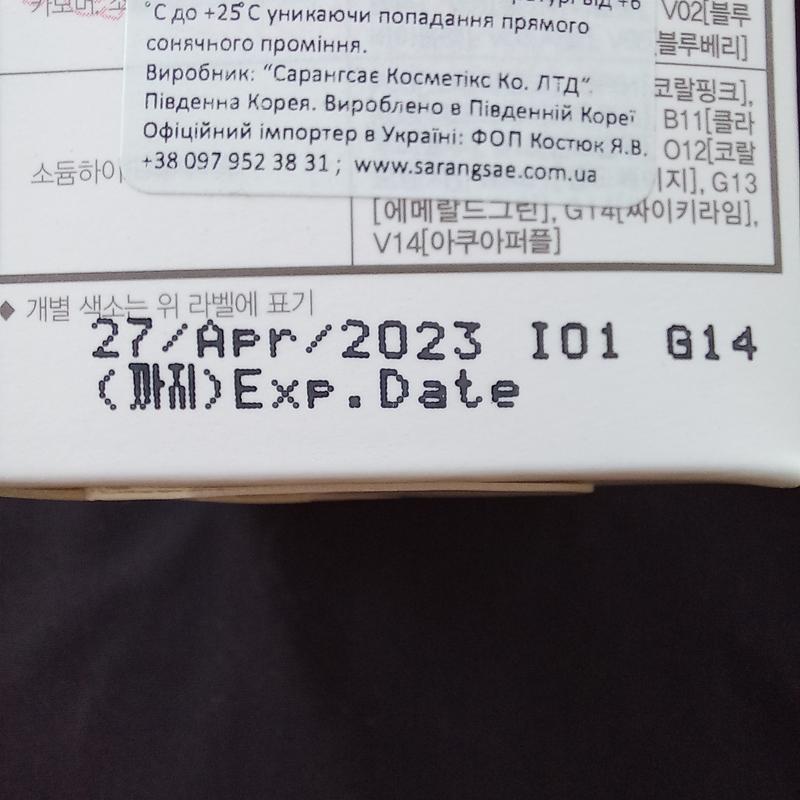 °C до +25°C уникаючи попадання прямого
сонячного проміння.
Виробник: “Сарангсає Косметікс Ко. ЛТД“.
Південна Корея. Вироблено в Південній Кореї
Офіційний імпортер в Україні: ФОП Костюк Я.В.
+38 097 952 38 31 ; www.sarangsae.com.ua
V02[블루
블루베리]
코랄핑크],
B11[클라
O12[코랄
소듐하이
이지], G13
[에메랄드그린], G14[싸이키라임],
V14[아쿠아퍼플]
◆ 개별 색소는 위 라벨에 표기
27/Apr/2023 I01 G14
(까지)Exp.Date